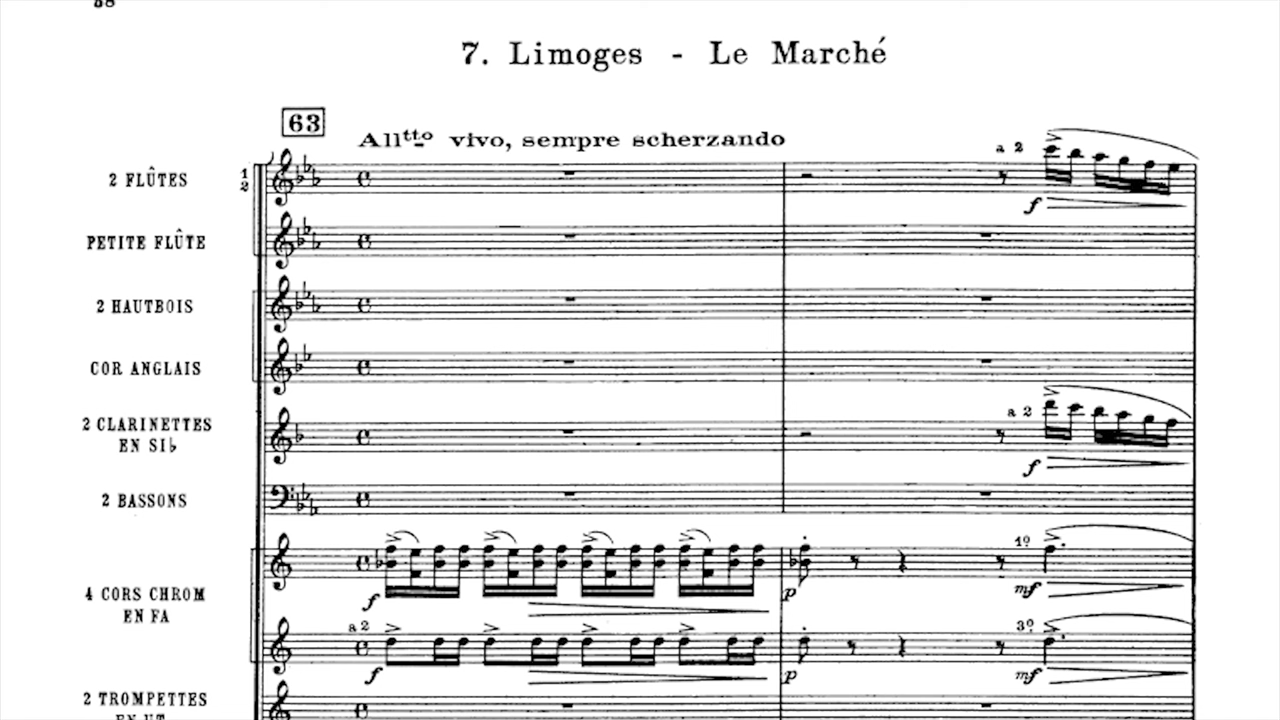 38
7. Limoges - Le Marché
63
Allᵗᵗᵒ vivo, sempre scherzando
a 2
2 FLÛTES
1
2
f
PETITE FLÛTE
2 HAUTBOIS
COR ANGLAIS
a 2
2 CLARINETTES
EN SI♭
f
2 BASSONS
1º
4 CORS CHROM
EN FA
f
p
mf
a 2
3º
f
p
mf
2 TROMPETTES
EN UT